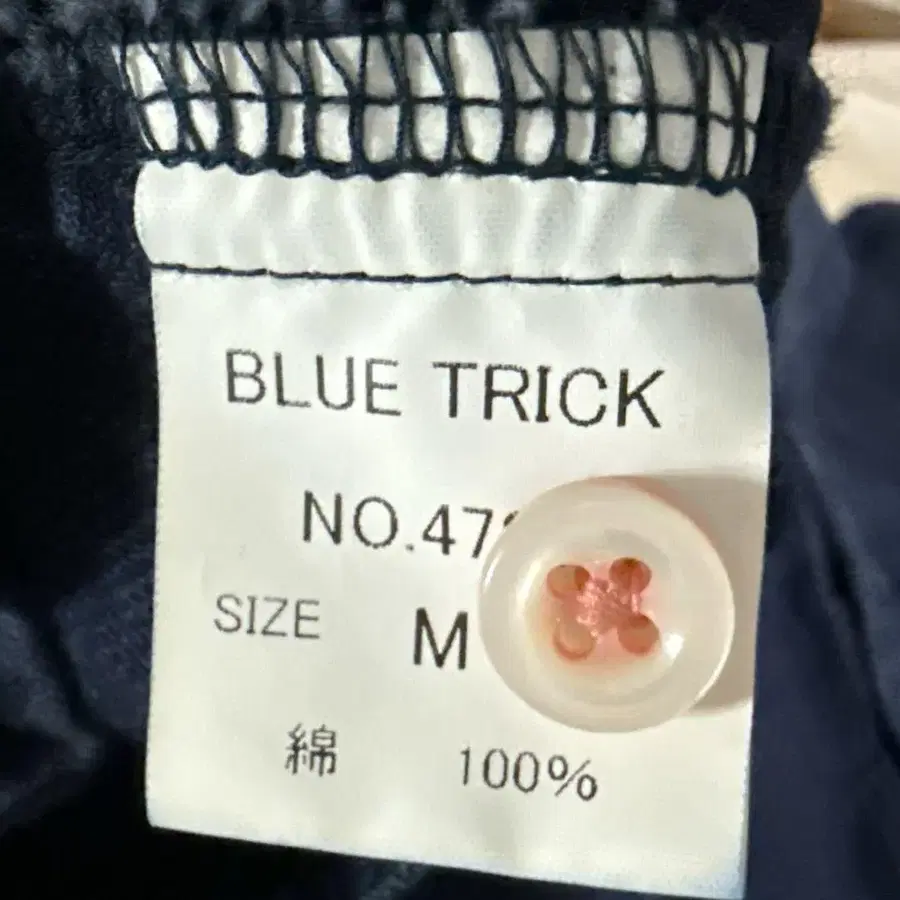 BLUE TRICK
NO.47
SIZE M
綿 100%